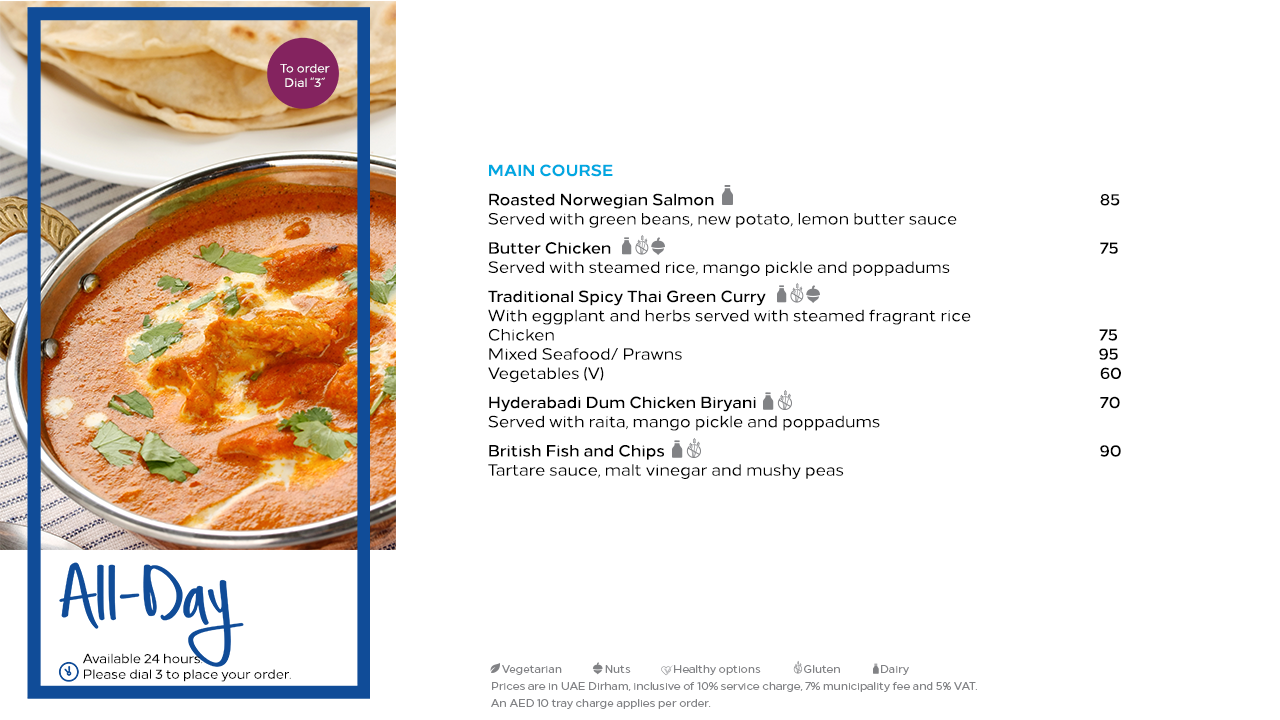 To order
Dial "3"
All-Day
Available 24 hours.
Please dial 3 to place your order.
MAIN COURSE
Roasted Norwegian Salmon 85
Served with green beans, new potato, lemon butter sauce
Butter Chicken 75
Served with steamed rice, mango pickle and poppadums
Traditional Spicy Thai Green Curry
With eggplant and herbs served with steamed fragrant rice
Chicken 75
Mixed Seafood/ Prawns 95
Vegetables (V) 60
Hyderabadi Dum Chicken Biryani 70
Served with raita, mango pickle and poppadums
British Fish and Chips 90
Tartare sauce, malt vinegar and mushy peas
Vegetarian Nuts Healthy options Gluten Dairy
Prices are in UAE Dirham, inclusive of 10% service charge, 7% municipality fee and 5% VAT.
An AED 10 tray charge applies per order.